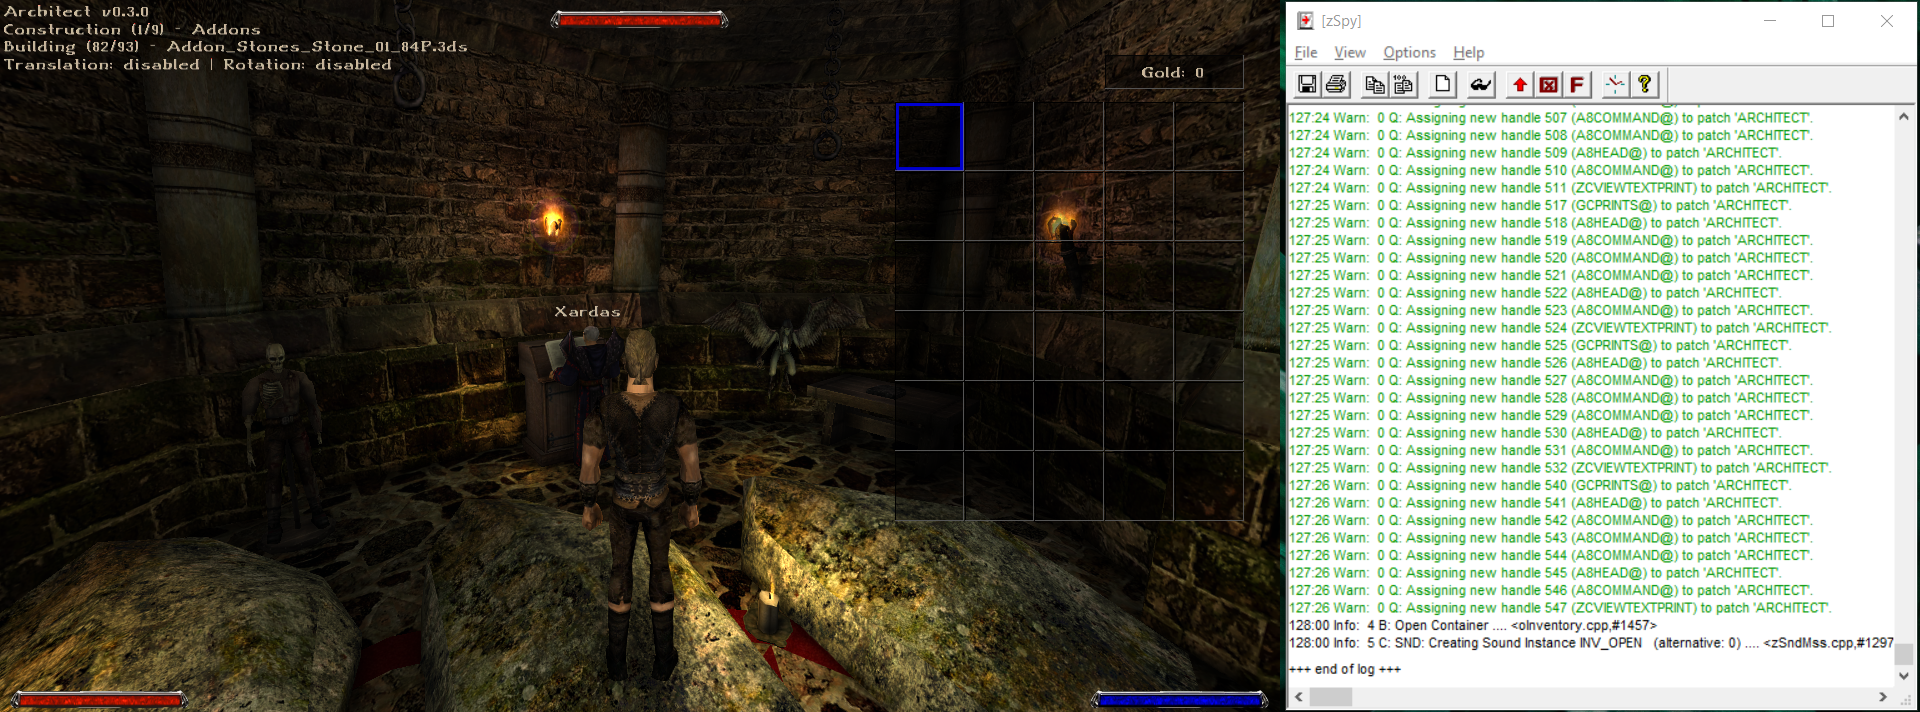 Architect v0.3.0
Construction (1/9) - Addons
Building (82/93) - Addon_Stones_Stone_01_84P.3ds
Translation: disabled | Rotation: disabled
Gold: 0
Xardas
[zSpy]
File View Options Help
127:24 Warn: 0 Q: Assigning new handle 507 (A8COMMAND@) to patch 'ARCHITECT'.
127:24 Warn: 0 Q: Assigning new handle 508 (A8COMMAND@) to patch 'ARCHITECT'.
127:24 Warn: 0 Q: Assigning new handle 509 (A8HEAD@) to patch 'ARCHITECT'.
127:24 Warn: 0 Q: Assigning new handle 510 (A8COMMAND@) to patch 'ARCHITECT'.
127:24 Warn: 0 Q: Assigning new handle 511 (ZCVIEWTEXTPRINT) to patch 'ARCHITECT'.
127:25 Warn: 0 Q: Assigning new handle 517 (GCPRINTS@) to patch 'ARCHITECT'.
127:25 Warn: 0 Q: Assigning new handle 518 (A8HEAD@) to patch 'ARCHITECT'.
127:25 Warn: 0 Q: Assigning new handle 519 (A8COMMAND@) to patch 'ARCHITECT'.
127:25 Warn: 0 Q: Assigning new handle 520 (A8COMMAND@) to patch 'ARCHITECT'.
127:25 Warn: 0 Q: Assigning new handle 521 (A8COMMAND@) to patch 'ARCHITECT'.
127:25 Warn: 0 Q: Assigning new handle 522 (A8HEAD@) to patch 'ARCHITECT'.
127:25 Warn: 0 Q: Assigning new handle 523 (A8COMMAND@) to patch 'ARCHITECT'.
127:25 Warn: 0 Q: Assigning new handle 524 (ZCVIEWTEXTPRINT) to patch 'ARCHITECT'.
127:25 Warn: 0 Q: Assigning new handle 525 (GCPRINTS@) to patch 'ARCHITECT'.
127:25 Warn: 0 Q: Assigning new handle 526 (A8HEAD@) to patch 'ARCHITECT'.
127:25 Warn: 0 Q: Assigning new handle 527 (A8COMMAND@) to patch 'ARCHITECT'.
127:25 Warn: 0 Q: Assigning new handle 528 (A8COMMAND@) to patch 'ARCHITECT'.
127:25 Warn: 0 Q: Assigning new handle 529 (A8COMMAND@) to patch 'ARCHITECT'.
127:25 Warn: 0 Q: Assigning new handle 530 (A8HEAD@) to patch 'ARCHITECT'.
127:25 Warn: 0 Q: Assigning new handle 531 (A8COMMAND@) to patch 'ARCHITECT'.
127:25 Warn: 0 Q: Assigning new handle 532 (ZCVIEWTEXTPRINT) to patch 'ARCHITECT'.
127:26 Warn: 0 Q: Assigning new handle 540 (GCPRINTS@) to patch 'ARCHITECT'.
127:26 Warn: 0 Q: Assigning new handle 541 (A8HEAD@) to patch 'ARCHITECT'.
127:26 Warn: 0 Q: Assigning new handle 542 (A8COMMAND@) to patch 'ARCHITECT'.
127:26 Warn: 0 Q: Assigning new handle 543 (A8COMMAND@) to patch 'ARCHITECT'.
127:26 Warn: 0 Q: Assigning new handle 544 (A8COMMAND@) to patch 'ARCHITECT'.
127:26 Warn: 0 Q: Assigning new handle 545 (A8HEAD@) to patch 'ARCHITECT'.
127:26 Warn: 0 Q: Assigning new handle 546 (A8COMMAND@) to patch 'ARCHITECT'.
127:26 Warn: 0 Q: Assigning new handle 547 (ZCVIEWTEXTPRINT) to patch 'ARCHITECT'.
128:00 Info: 4 B: Open Container .... <oInventory.cpp,#1457>
128:00 Info: 5 C: SND: Creating Sound Instance INV_OPEN (alternative: 0) .... <zSndMss.cpp,#1297
+++ end of log +++